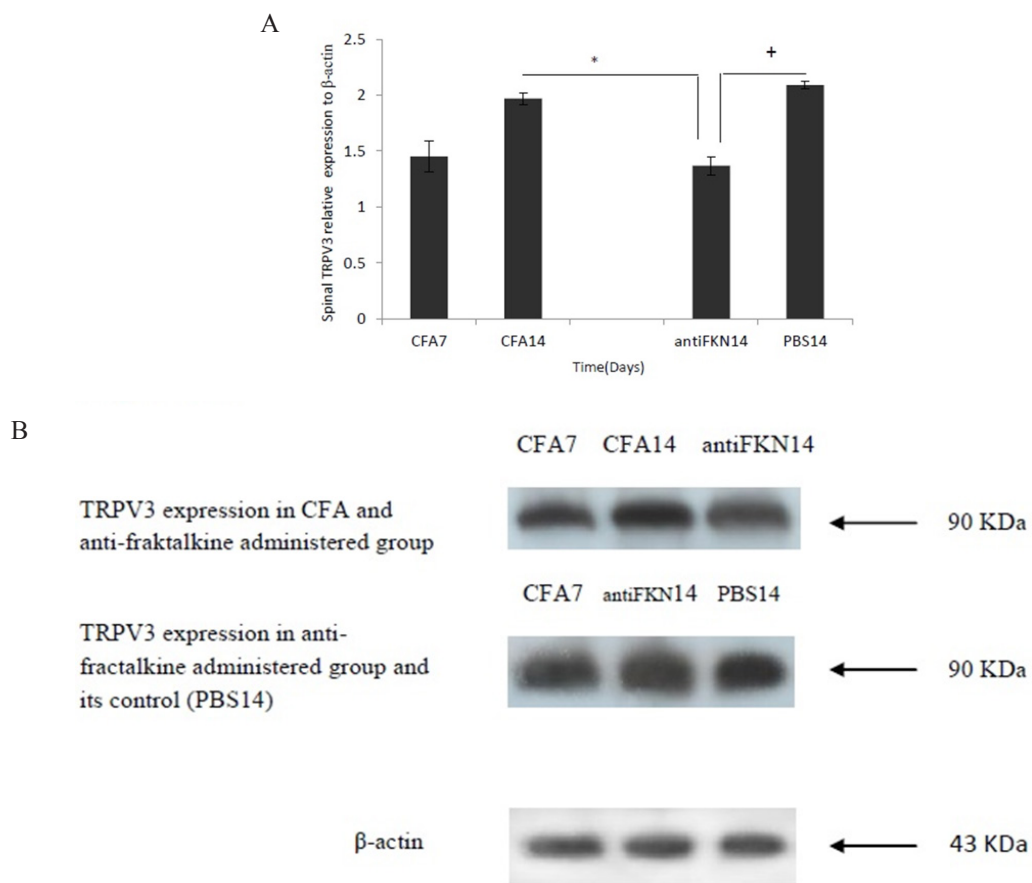 A
2.5
2
1.5
1
0.5
0
Spinal TRPV3 relative expression to β-actin
*
+
CFA7 CFA14 antiFKN14 PBS14
Time(Days)
B
CFA7 CFA14 antiFKN14
TRPV3 expression in CFA and
anti-fraktalkine administered group
90 KDa
CFA7 antiFKN14 PBS14
TRPV3 expression in anti-
fractalkine administered group and
its control (PBS14)
90 KDa
β-actin
43 KDa